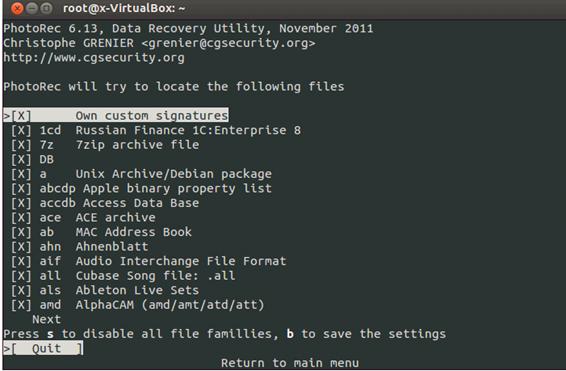 root@x-VirtualBox: ~
PhotoRec 6.13, Data Recovery Utility, November 2011
Christophe GRENIER <grenier@cgsecurity.org>
http://www.cgsecurity.org
PhotoRec will try to locate the following files
>[X]      Own custom signatures
[X] 1cd  Russian Finance 1C:Enterprise 8
[X] 7z   7zip archive file
[X] DB
[X] a    Unix Archive/Debian package
[X] abcdp Apple binary property list
[X] accdb Access Data Base
[X] ace  ACE archive
[X] ab   MAC Address Book
[X] ahn  Ahnenblatt
[X] aif  Audio Interchange File Format
[X] all  Cubase Song file: .all
[X] als  Ableton Live Sets
[X] amd  AlphaCAM (amd/amt/atd/att)
Next
Press s to disable all file famillies, b to save the settings
>[  Quit  ]
Return to main menu